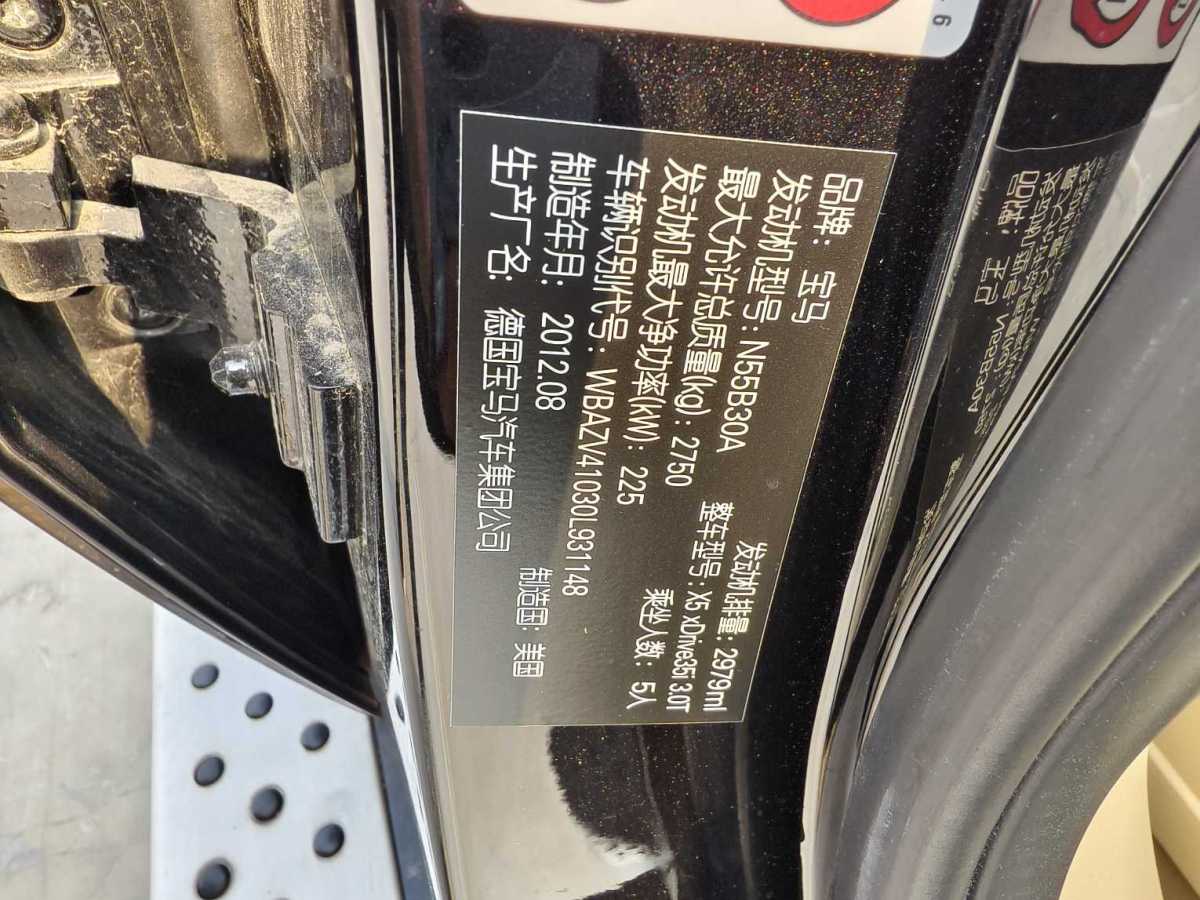 品牌: 宝马
发动机型号: N55B30A 发动机排量: 2979ml
最大允许总质量(kg): 2750 整车型号: X5 xDrive35i 3.0T
发动机最大净功率(kW): 225 乘坐人数: 5人
车辆识别代号: WBAZV41030L931148
制造年月: 2012.08 制造国: 美国
生产厂名: 德国宝马汽车集团公司